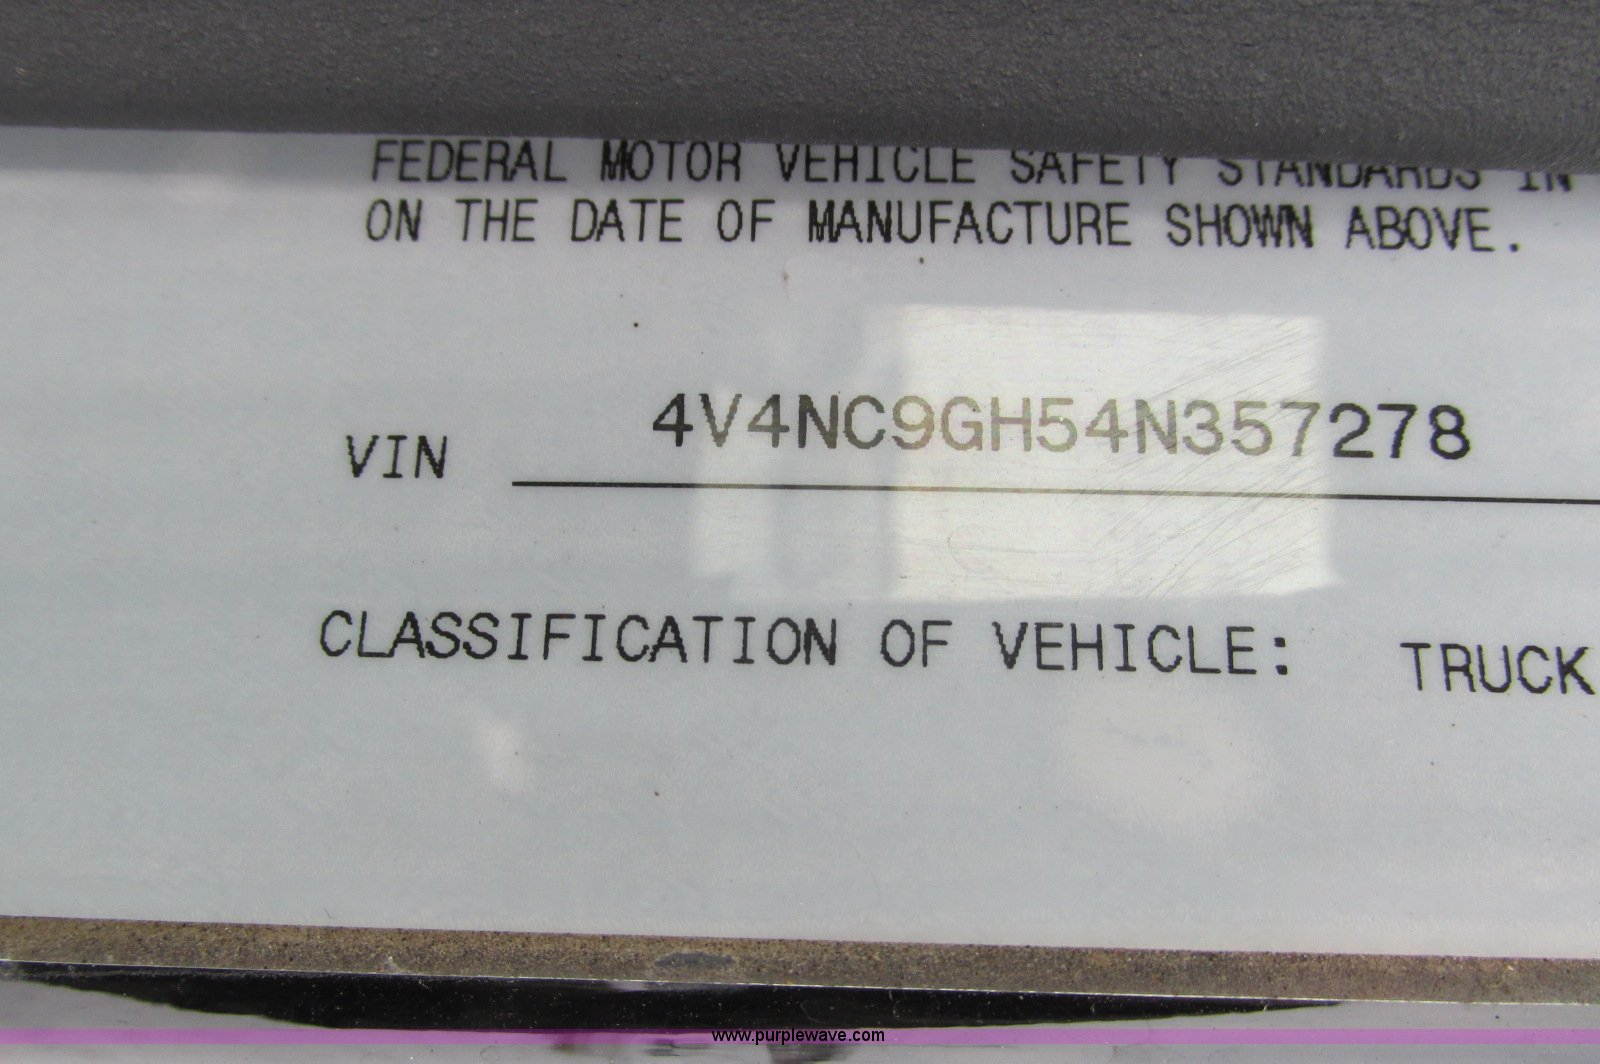 FEDERAL MOTOR VEHICLE SAFETY STANDARDS IN
ON THE DATE OF MANUFACTURE SHOWN ABOVE.
VIN 4V4NC9GH54N357278
CLASSIFICATION OF VEHICLE: TRUCK
www.purplewave.com